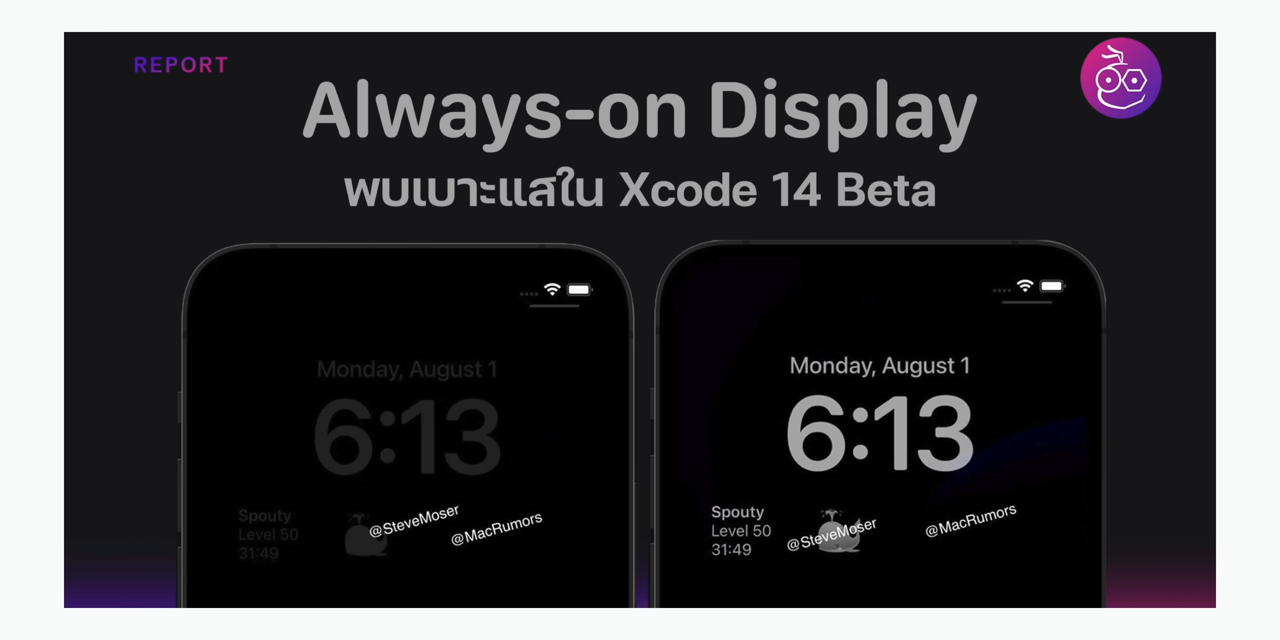 REPORT
Always-on Display
พบเบาะแสใน Xcode 14 Beta
Monday, August 1
6:13
Spouty
Level 50
31:49
@SteveMoser
@MacRumors
Monday, August 1
6:13
Spouty
Level 50
31:49
@SteveMoser
@MacRumors